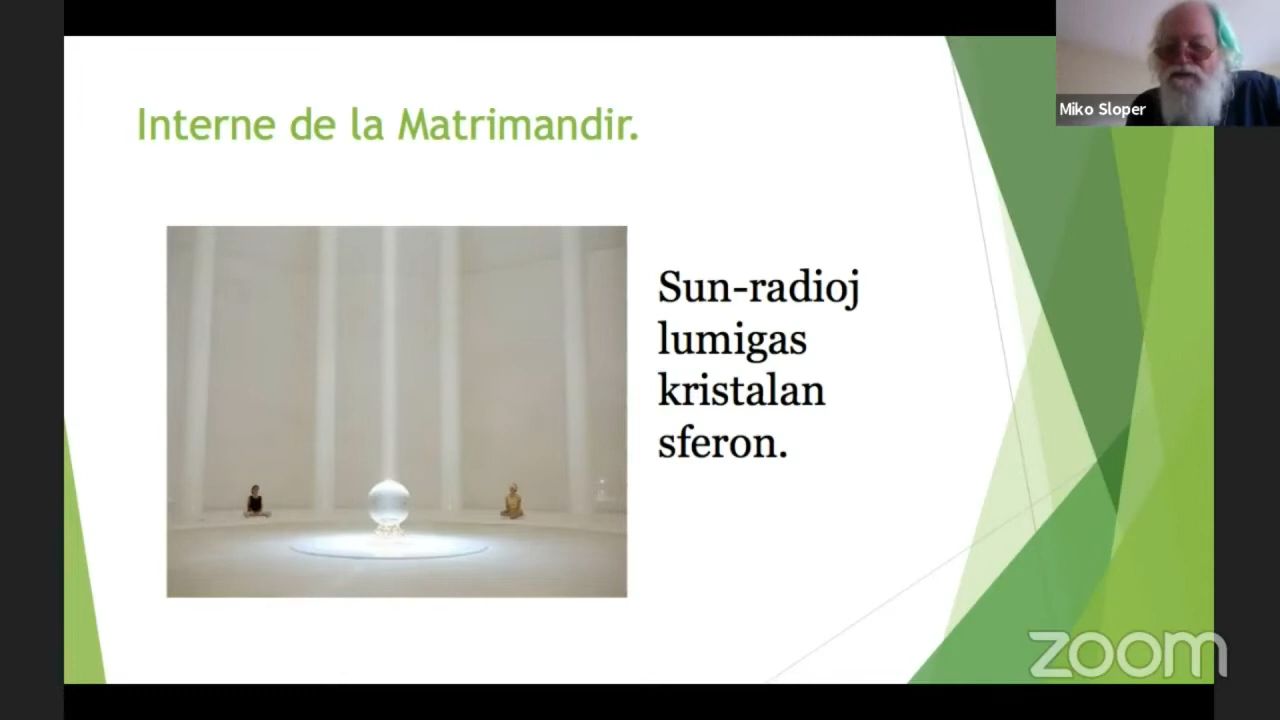 Interne de la Matrimandir.
Sun-radioj
lumigas
kristalan
sferon.
Miko Sloper
zoom